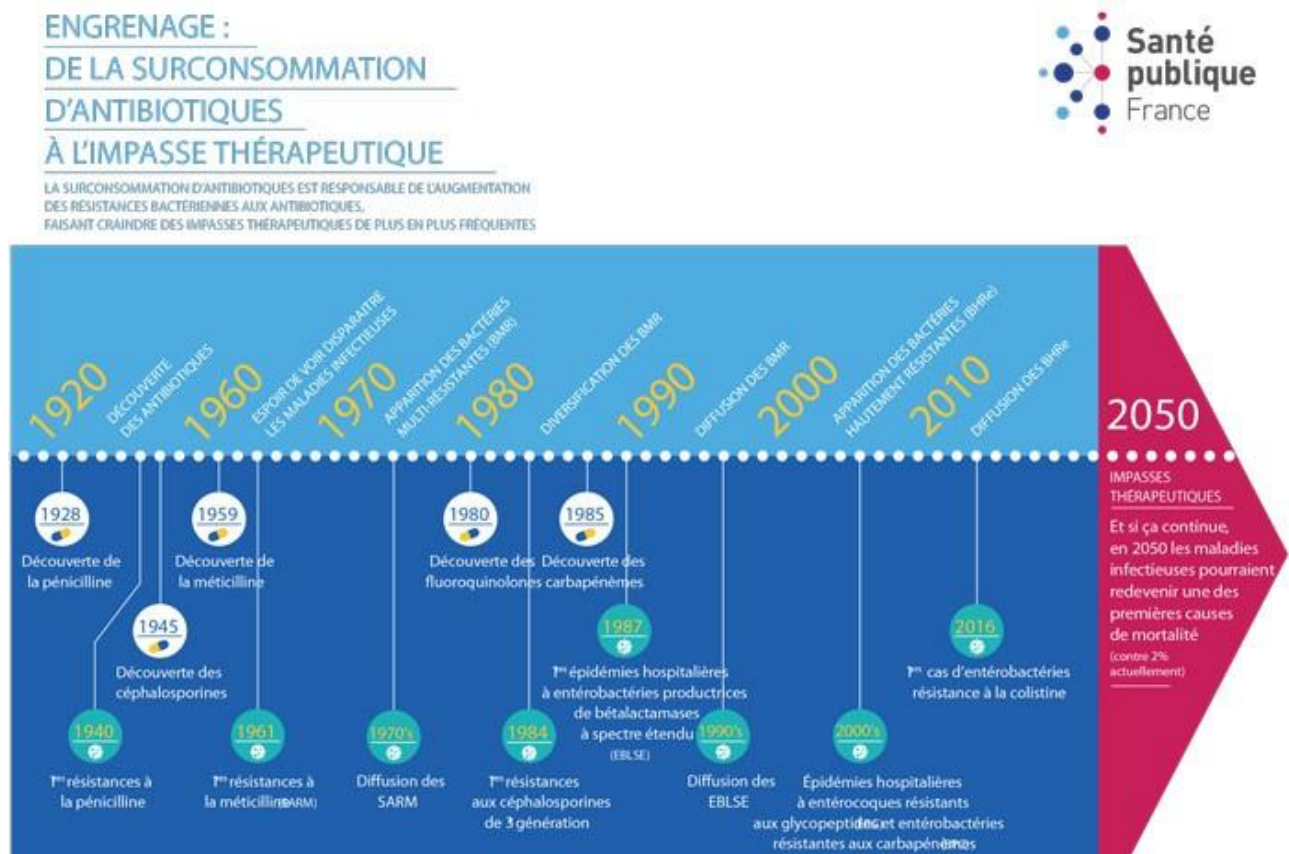 ENGRENAGE :
DE LA SURCONSOMMATION
D'ANTIBIOTIQUES
À L'IMPASSE THÉRAPEUTIQUE
LA SURCONSOMMATION D'ANTIBIOTIQUES EST RESPONSABLE DE L'AUGMENTATION
DES RÉSISTANCES BACTÉRIENNES AUX ANTIBIOTIQUES,
FAISANT CRAINDRE DES IMPASSES THÉRAPEUTIQUES DE PLUS EN PLUS FRÉQUENTES
Santé
publique
France
1920
DÉCOUVERTE
DES ANTIBIOTIQUES
1960
ESPOIR DE VOIR DISPARAITRE
LES MALADIES INFECTIEUSES
1970
APPARITION DES BACTÉRIES
MULTI-RÉSISTANTES (BMR)
1980
DIVERSIFICATION DES BMR
1990
DIFFUSION DES BMR
2000
APPARITION DES BACTÉRIES
HAUTEMENT RÉSISTANTES (BHRe)
2010
DIFFUSION DES BHRe
2050
IMPASSES
THÉRAPEUTIQUES
Et si ça continue,
en 2050 les maladies
infectieuses pourraient
redevenir une des
premières causes
de mortalité
(contre 2%
actuellement)
1928
Découverte de
la pénicilline
1959
Découverte de
la méticilline
1980
Découverte des
fluoroquinolones
1985
Découverte des
carbapénèmes
1945
Découverte des
céphalosporines
1987
1res épidémies hospitalières
à entérobactéries productrices
de bétalactamases
à spectre étendu
(EBLSE)
2016
1ers cas d'entérobactéries
résistance à la colistine
1940
1res résistances à
la pénicilline
1961
1res résistances à
la méticilline (SARM)
1970's
Diffusion des
SARM
1984
1res résistances
aux céphalosporines
de 3 génération
1990's
Diffusion des
EBLSE
2000's
Épidémies hospitalières
à entérocoques résistants
aux et entérobactéries
résistantes aux carbapénèmes